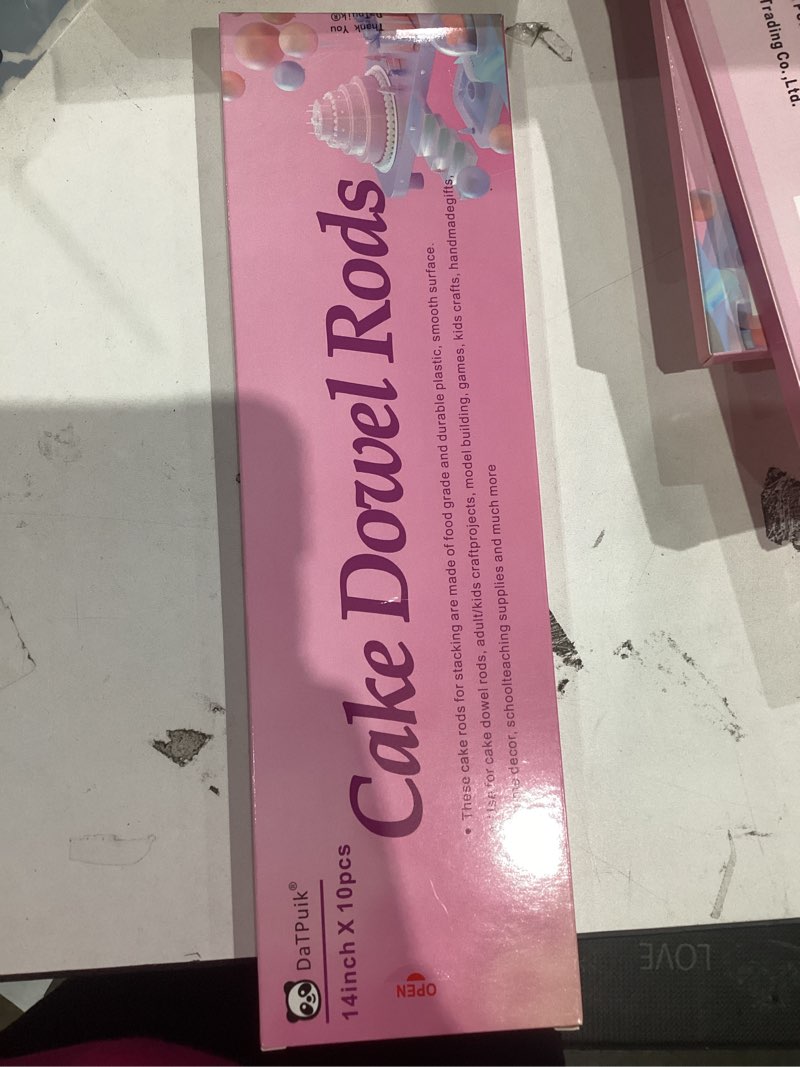 DaTPuik®
14inch X 10pcs
OPEN
Cake Dowel Rods
• These cake rods for stacking are made of food grade and durable plastic, smooth surface.
for cake dowel rods, adult/kids craftprojects, model building, games, kids crafts, handmadegifts,
decor, schoolteaching supplies and much more
Thank You
DaTPuik®
Trading Co.,Ltd.
LOVE